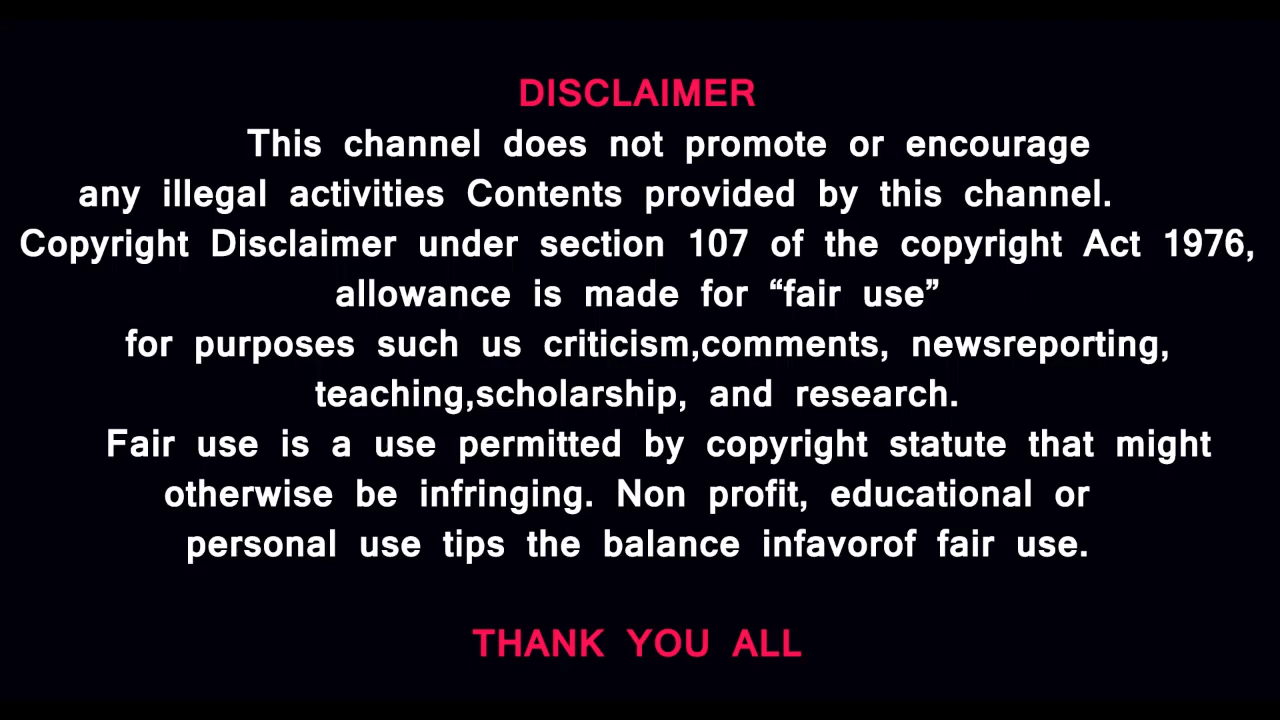 DISCLAIMER
This channel does not promote or encourage
any illegal activities Contents provided by this channel.
Copyright Disclaimer under section 107 of the copyright Act 1976,
allowance is made for “fair use”
for purposes such us criticism,comments, newsreporting,
teaching,scholarship, and research.
Fair use is a use permitted by copyright statute that might
otherwise be infringing. Non profit, educational or
personal use tips the balance infavorof fair use.
THANK YOU ALL